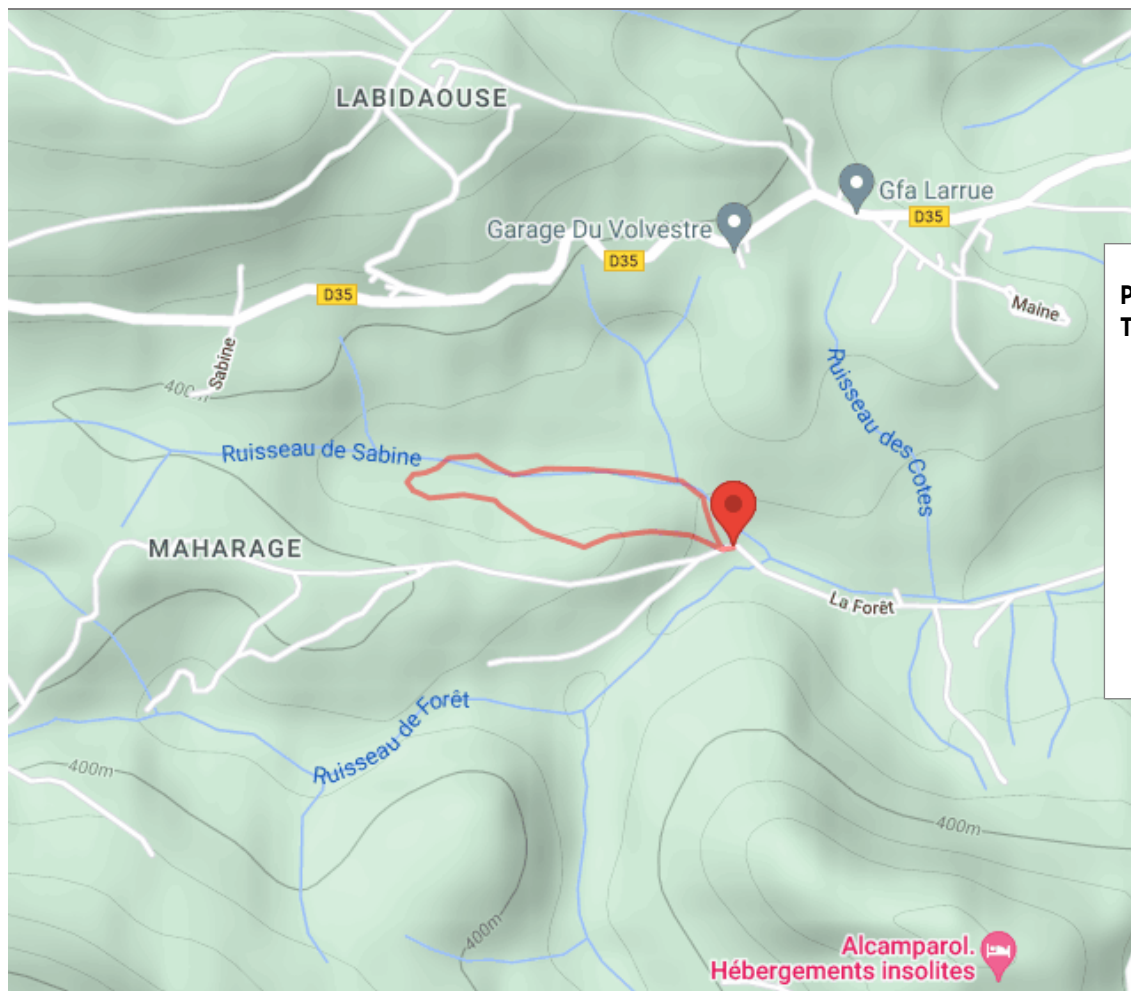 LABIDAOUSE
Gfa Larrue
D35
Garage Du Volvestre
D35
D35
P
T
Maine
Sabine
400m
Ruisseau des Cotes
Ruisseau de Sabine
MAHARAGE
La Forêt
Ruisseau de Forêt
400m
400m
400m
Alcamparol.
Hébergements insolites